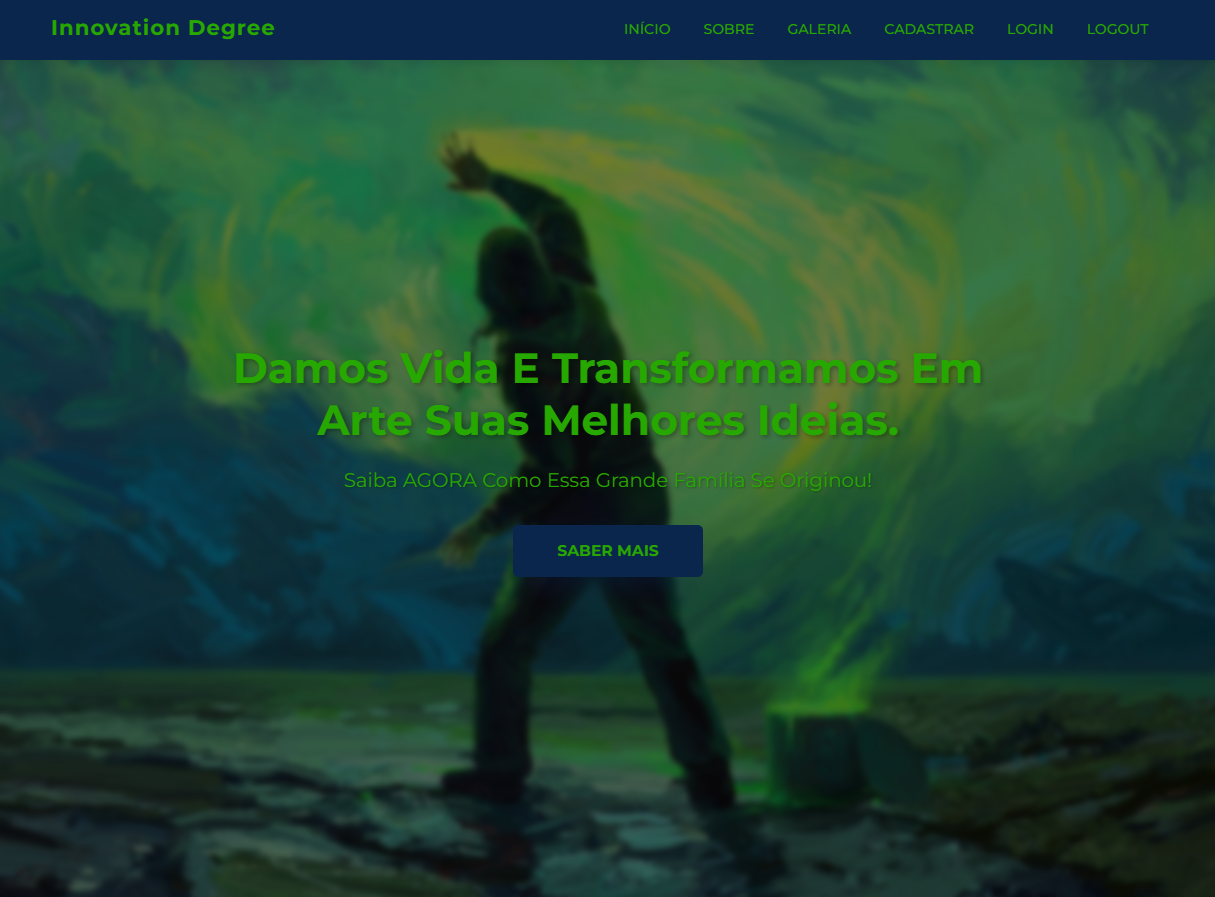 Innovation Degree
INÍCIO SOBRE GALERIA CADASTRAR LOGIN LOGOUT
Damos Vida E Transformamos Em
Arte Suas Melhores Ideias.
Saiba AGORA Como Essa Grande Família Se Originou!
SABER MAIS